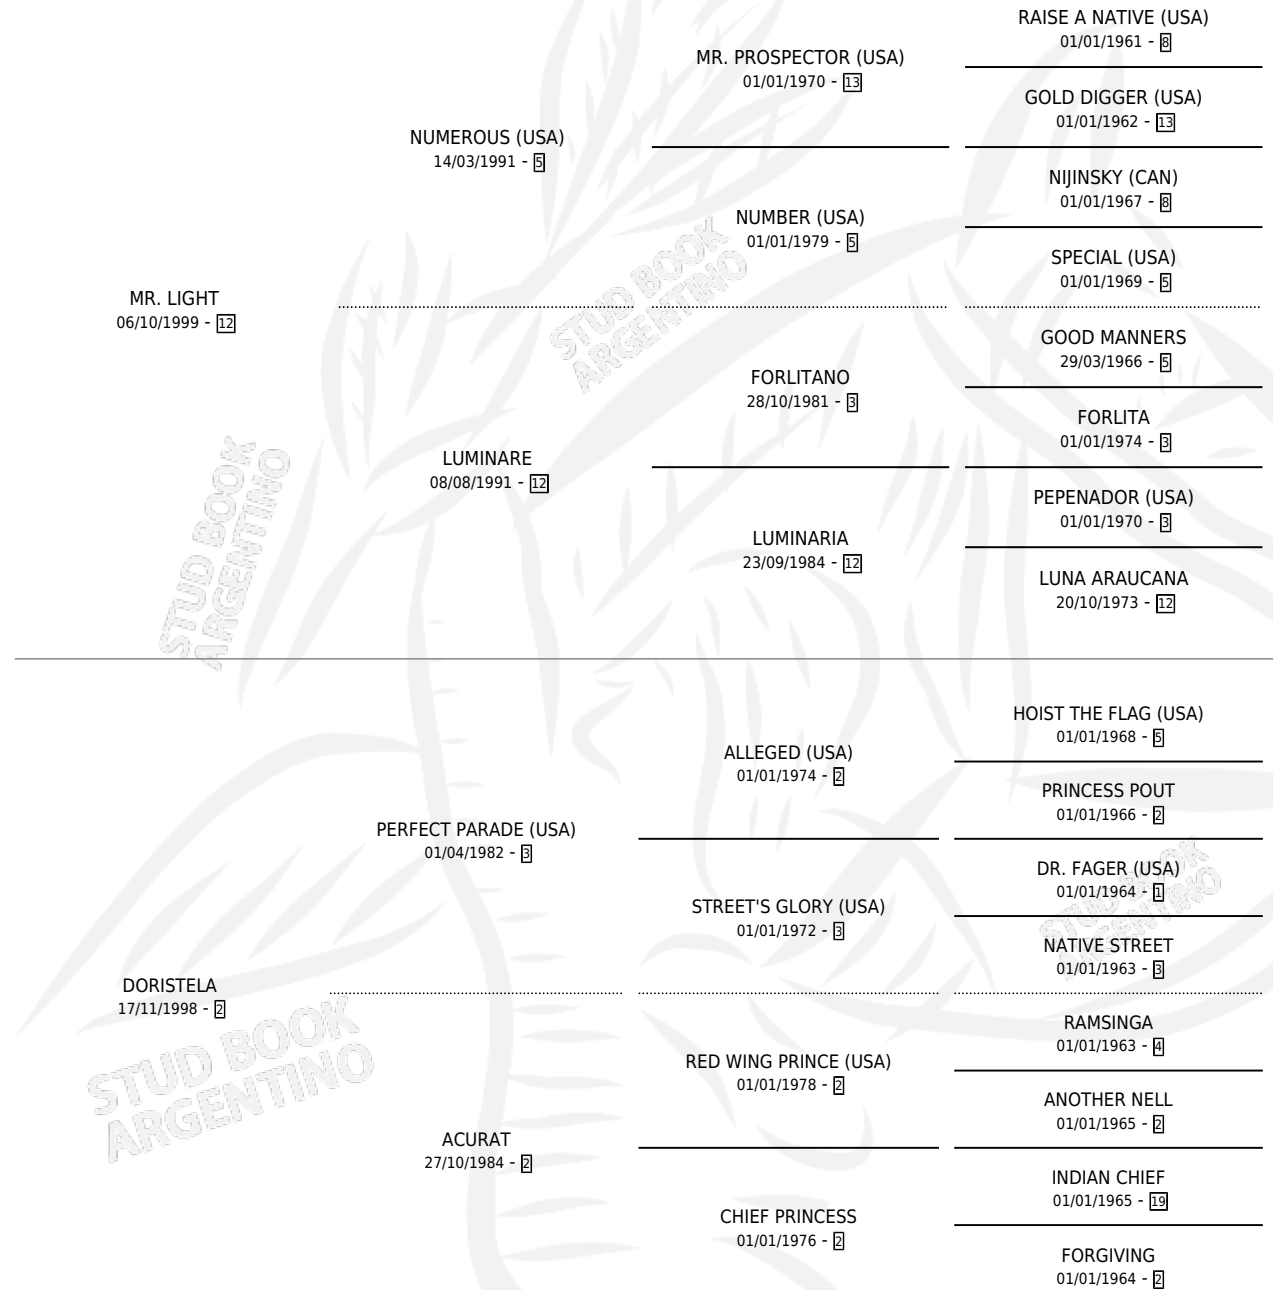 RAISE A NATIVE (USA)
01/01/1961 - 8
MR. PROSPECTOR (USA)
01/01/1970 - 13
GOLD DIGGER (USA)
01/01/1962 - 13
NUMEROUS (USA)
14/03/1991 - 5
NIJINSKY (CAN)
01/01/1967 - 8
NUMBER (USA)
01/01/1979 - 5
SPECIAL (USA)
01/01/1969 - 5
MR. LIGHT
06/10/1999 - 12
GOOD MANNERS
29/03/1966 - 5
FORLITANO
28/10/1981 - 3
FORLITA
01/01/1974 - 3
LUMINARE
08/08/1991 - 12
PEPENADOR (USA)
01/01/1970 - 3
LUMINARIA
23/09/1984 - 12
LUNA ARAUCANA
20/10/1973 - 12
HOIST THE FLAG (USA)
01/01/1968 - 5
ALLEGED (USA)
01/01/1974 - 2
PRINCESS POUT
01/01/1966 - 2
PERFECT PARADE (USA)
01/04/1982 - 3
DR. FAGER (USA)
01/01/1964 - 1
STREET'S GLORY (USA)
01/01/1972 - 3
NATIVE STREET
01/01/1963 - 3
DORISTELA
17/11/1998 - 2
RAMSINGA
01/01/1963 - 4
RED WING PRINCE (USA)
01/01/1978 - 2
ANOTHER NELL
01/01/1965 - 2
ACURAT
27/10/1984 - 2
INDIAN CHIEF
01/01/1965 - 19
CHIEF PRINCESS
01/01/1976 - 2
FORGIVING
01/01/1964 - 2
STUD BOOK
ARGENTINO
STUD BOOK
ARGENTINO
STUD BOOK
ARGENTINO
STUD BOOK
ARGENTINO